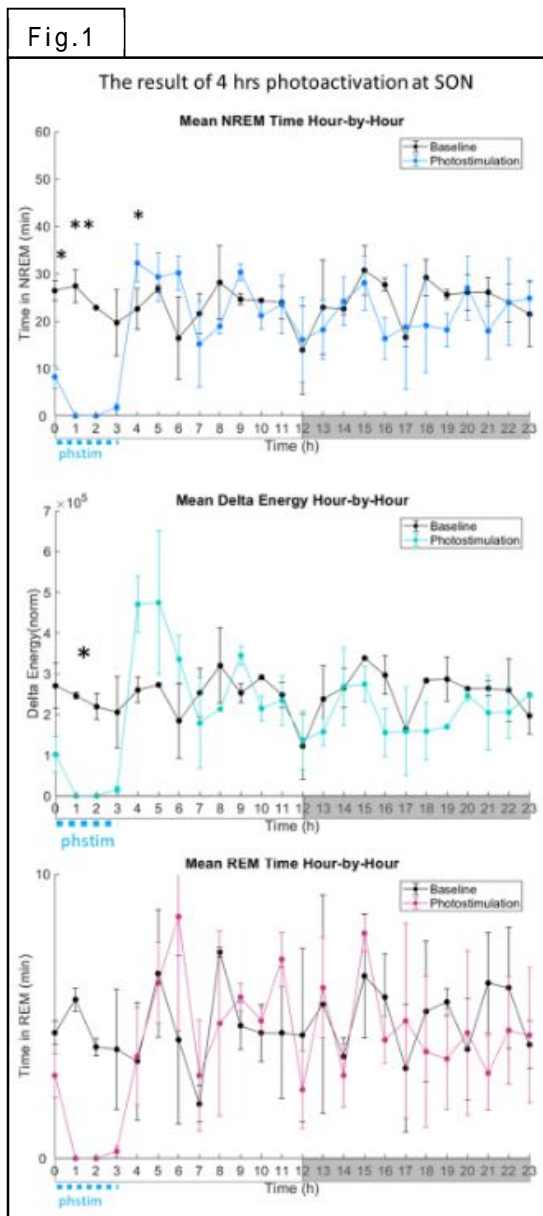 Fig.1
The result of 4 hrs photoactivation at SON
Mean NREM Time Hour-by-Hour
Baseline
Photostimulation
Time in NREM (min)
60
50
40
30
20
10
0
* ** *
0 1 2 3 4 5 6 7 8 9 10 11 12 13 14 15 16 17 18 19 20 21 22 23
Time (h)
phstim
Mean Delta Energy Hour-by-Hour
×10⁵
Baseline
Photostimulation
Delta Energy(norm)
7
6
5
4
3
2
1
0
*
0 1 2 3 4 5 6 7 8 9 10 11 12 13 14 15 16 17 18 19 20 21 22 23
Time (h)
phstim
Mean REM Time Hour-by-Hour
Baseline
Photostimulation
Time in REM (min)
10
0
0 1 2 3 4 5 6 7 8 9 10 11 12 13 14 15 16 17 18 19 20 21 22 23
Time (h)
phstim